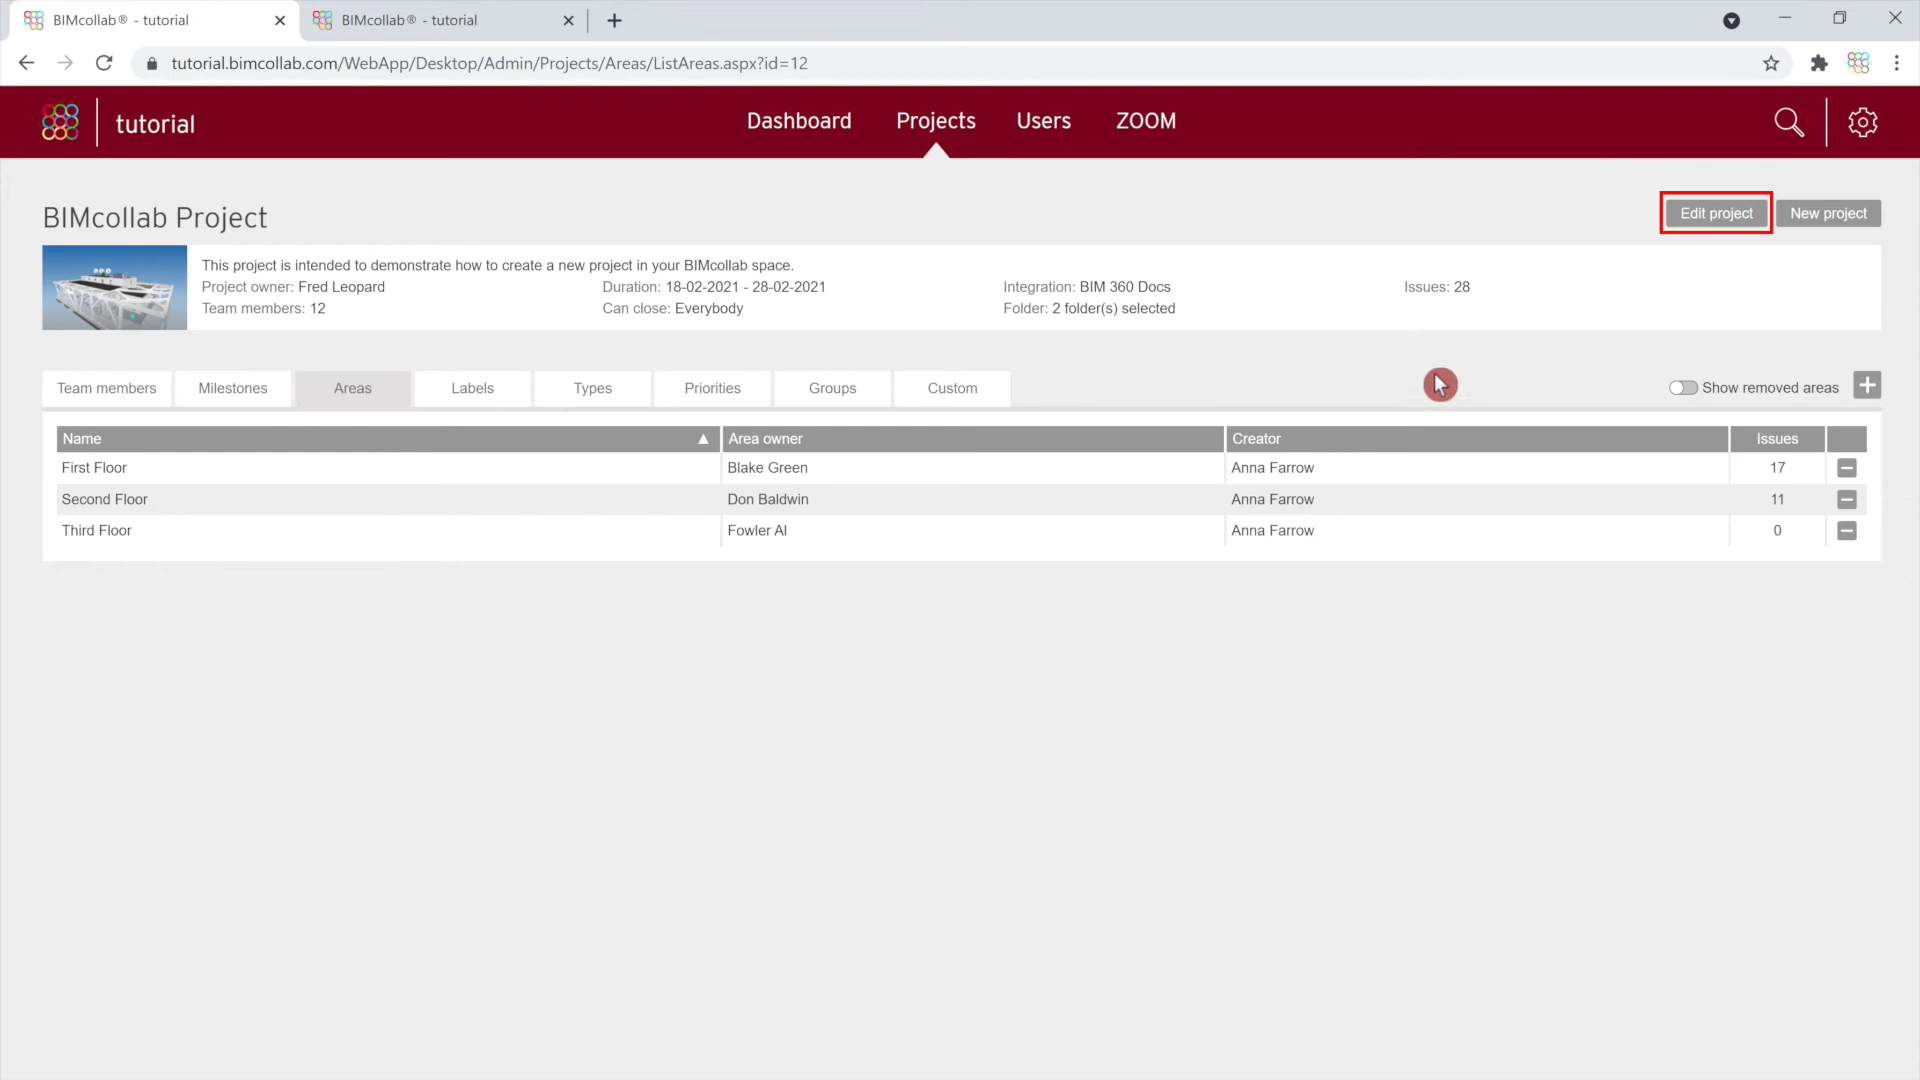 BIMcollab® - tutorial
BIMcollab® - tutorial
tutorial.bimcollab.com/WebApp/Desktop/Admin/Projects/Areas/ListAreas.aspx?id=12
tutorial
Dashboard
Projects
Users
ZOOM
BIMcollab Project
Edit project
New project
This project is intended to demonstrate how to create a new project in your BIMcollab space.
Project owner: Fred Leopard
Duration: 18-02-2021 - 28-02-2021
Integration: BIM 360 Docs
Issues: 28
Team members: 12
Can close: Everybody
Folder: 2 folder(s) selected
Team members
Milestones
Areas
Labels
Types
Priorities
Groups
Custom
Show removed areas
Name ▲ Area owner Creator Issues
First Floor Blake Green Anna Farrow 17
Second Floor Don Baldwin Anna Farrow 11
Third Floor Fowler Al Anna Farrow 0